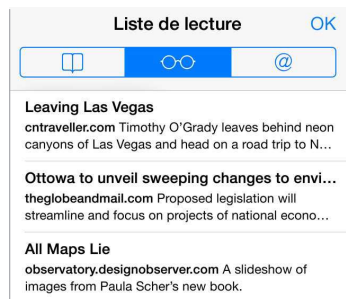 Liste de lecture OK
@
Leaving Las Vegas
cntraveller.com Timothy O’Grady leaves behind neon
canyons of Las Vegas and head on a road trip to N…
Ottowa to unveil sweeping changes to envi…
theglobeandmail.com Proposed legislation will
streamline and focus on projects of national econo…
All Maps Lie
observatory.designobserver.com A slideshow of
images from Paula Scher’s new book.